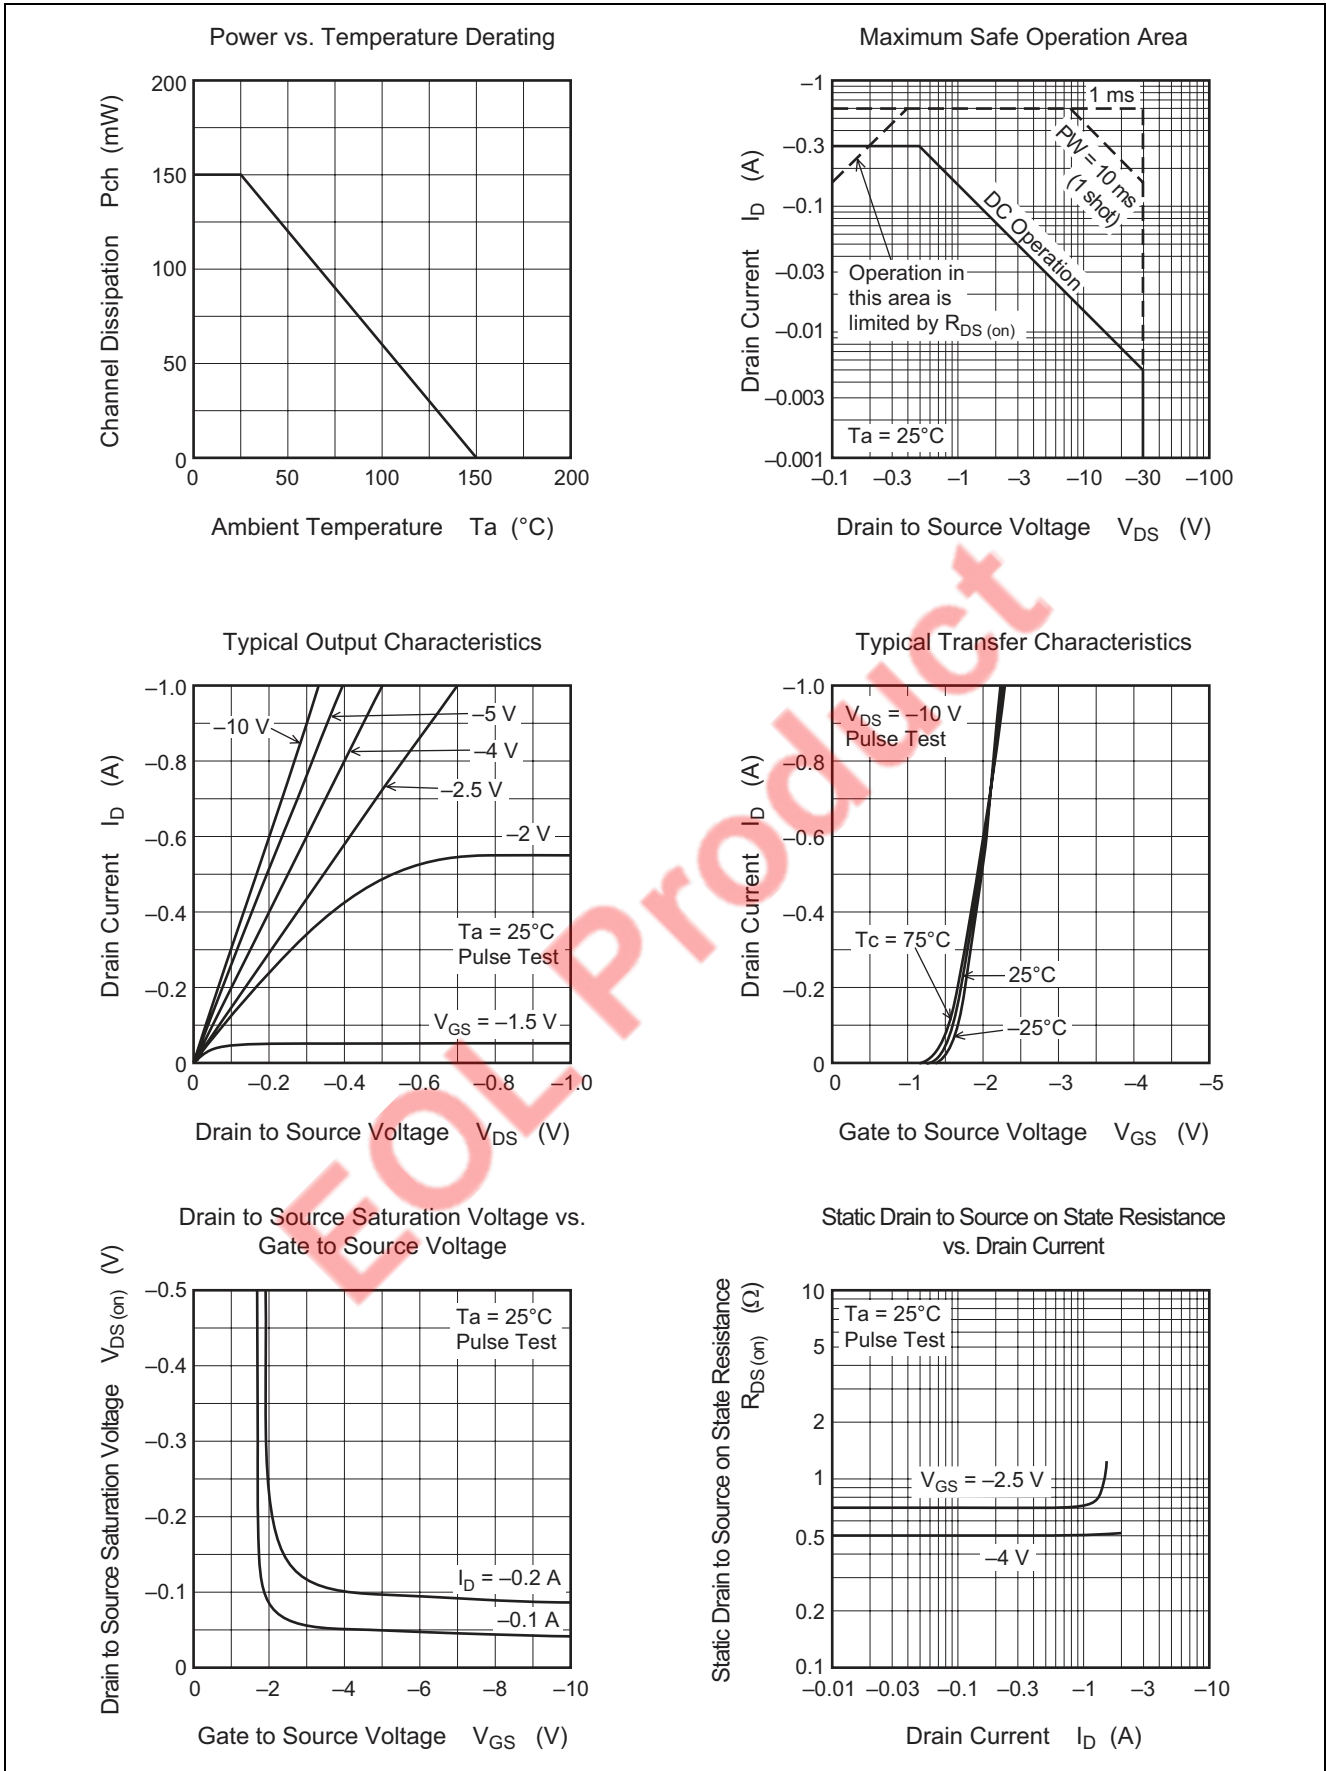 Power vs. Temperature Derating
Channel Dissipation   Pch (mW)
200
150
100
50
0
0 50 100 150 200
Ambient Temperature   Ta (°C)
Maximum Safe Operation Area
Drain Current   ID (A)
–1
–0.3
–0.1
–0.03
–0.01
–0.003
–0.001
1 ms
PW = 10 ms
(1 shot)
DC Operation
Operation in
this area is
limited by RDS (on)
Ta = 25°C
–0.1 –0.3 –1 –3 –10 –30 –100
Drain to Source Voltage   VDS (V)
Typical Output Characteristics
Drain Current   ID (A)
–1.0
–0.8
–0.6
–0.4
–0.2
0
–10 V
–5 V
–4 V
–2.5 V
–2 V
Ta = 25°C
Pulse Test
VGS = –1.5 V
0 –0.2 –0.4 –0.6 –0.8 –1.0
Drain to Source Voltage   VDS (V)
Typical Transfer Characteristics
Drain Current   ID (A)
–1.0
–0.8
–0.6
–0.4
–0.2
0
VDS = –10 V
Pulse Test
Tc = 75°C
25°C
–25°C
0 –1 –2 –3 –4 –5
Gate to Source Voltage   VGS (V)
Drain to Source Saturation Voltage vs.
Gate to Source Voltage
Drain to Source Saturation Voltage   VDS (on) (V)
–0.5
–0.4
–0.3
–0.2
–0.1
0
Ta = 25°C
Pulse Test
ID = –0.2 A
–0.1 A
0 –2 –4 –6 –8 –10
Gate to Source Voltage   VGS (V)
Static Drain to Source on State Resistance
vs. Drain Current
Static Drain to Source on State Resistance
RDS (on) (Ω)
10
5
2
1
0.5
0.2
0.1
Ta = 25°C
Pulse Test
VGS = –2.5 V
–4 V
–0.01 –0.03 –0.1 –0.3 –1 –3 –10
Drain Current   ID (A)
EOL Product